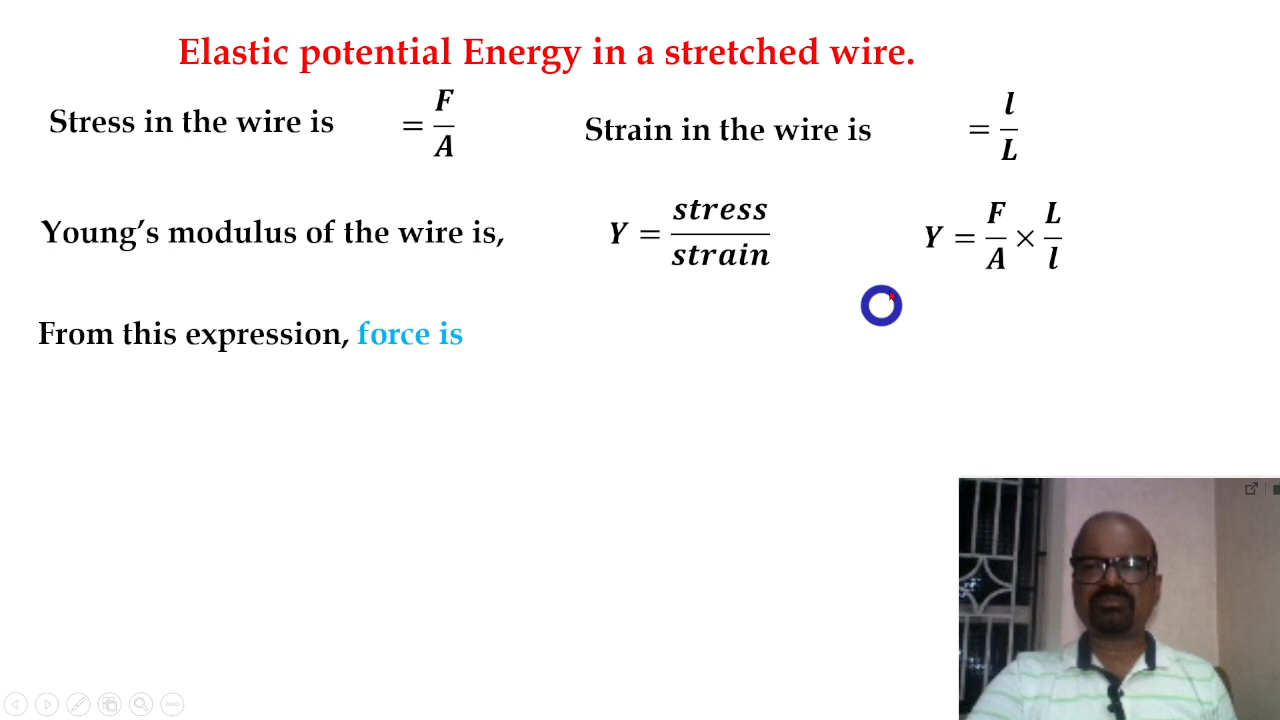 Elastic potential Energy in a stretched wire.
Stress in the wire is = F/A Strain in the wire is = l/L
Young's modulus of the wire is, Y = stress/strain Y = F/A × L/l
From this expression, force is